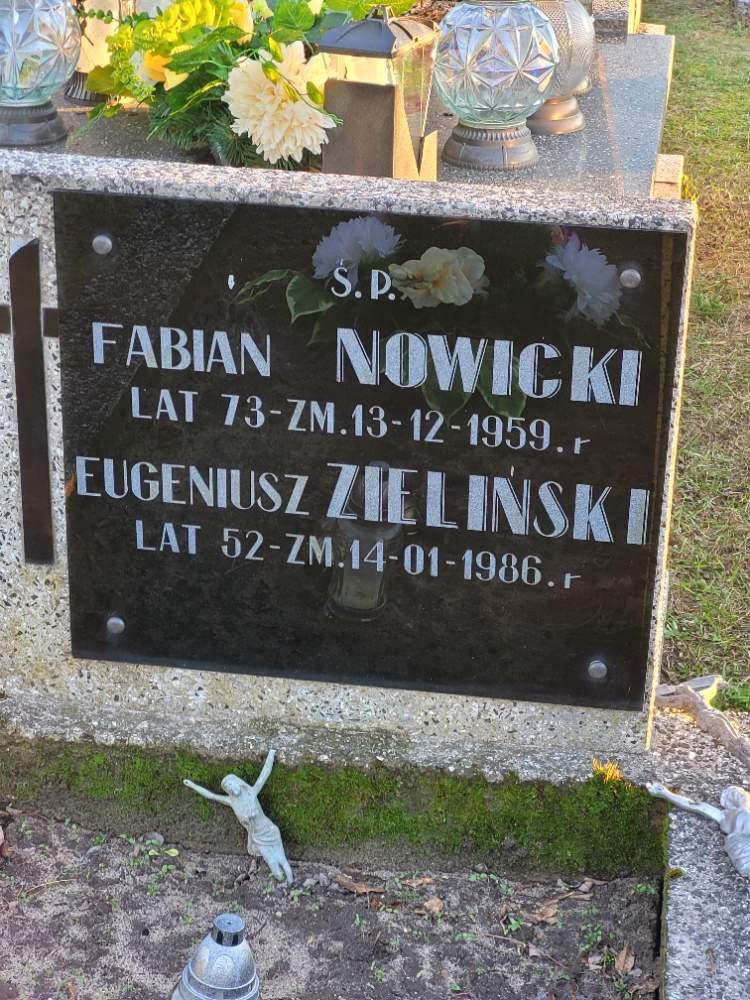 Ś.P.
FABIAN NOWICKI
LAT 73-ZM.13-12-1959.r
EUGENIUSZ ZIELIŃSKI
LAT 52-ZM.14-01-1986.r